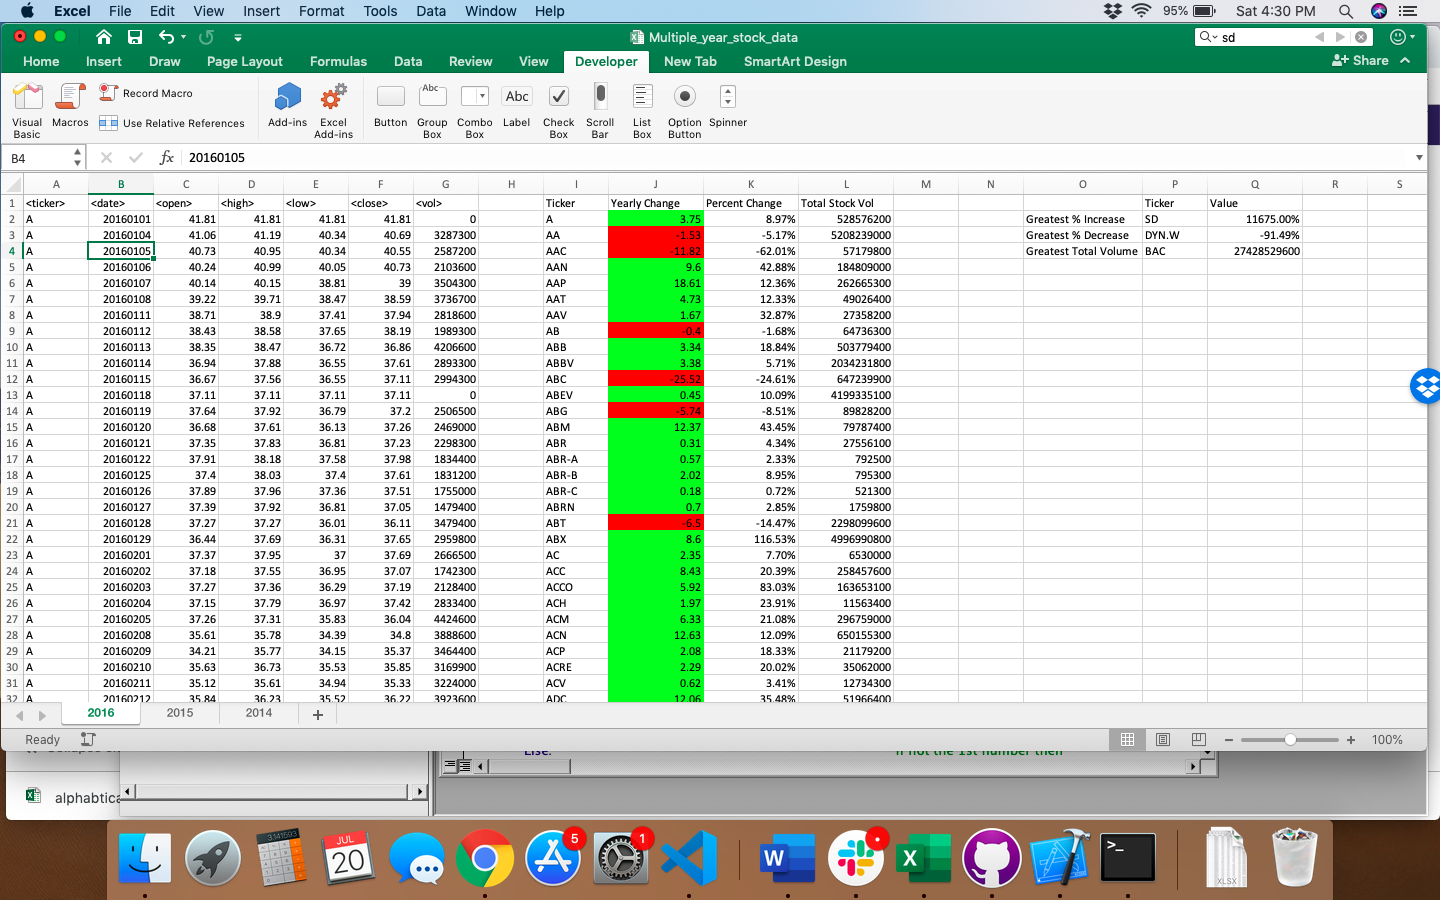 Excel File Edit View Insert Format Tools Data Window Help 95% Sat 4:30 PM
Multiple_year_stock_data sd
Home Insert Draw Page Layout Formulas Data Review View Developer New Tab SmartArt Design Share
Visual Basic Macros Record Macro Use Relative References Add-ins Excel Add-ins Button Group Box Combo Box Label Check Box Scroll Bar List Box Option Button Spinner
Abc Abc
B4 fx 20160105
A B C D E F G H I J K L M N O P Q R S
1 <ticker> <date> <open> <high> <low> <close> <vol> Ticker Yearly Change Percent Change Total Stock Vol Ticker Value
2 A 20160101 41.81 41.81 41.81 41.81 0 A 3.75 8.97% 528576200 Greatest % Increase SD 11675.00%
3 A 20160104 41.06 41.19 40.34 40.69 3287300 AA -1.53 -5.17% 5208239000 Greatest % Decrease DYN.W -91.49%
4 A 20160105 40.73 40.95 40.34 40.55 2587200 AAC -11.82 -62.01% 57179800 Greatest Total Volume BAC 27428529600
5 A 20160106 40.24 40.99 40.05 40.73 2103600 AAN 9.6 42.88% 184809000
6 A 20160107 40.14 40.15 38.81 39 3504300 AAP 18.61 12.36% 262665300
7 A 20160108 39.22 39.71 38.47 38.59 3736700 AAT 4.73 12.33% 49026400
8 A 20160111 38.71 38.9 37.41 37.94 2818600 AAV 1.67 32.87% 27358200
9 A 20160112 38.43 38.58 37.65 38.19 1989300 AB -0.4 -1.68% 64736300
10 A 20160113 38.35 38.47 36.72 36.86 4206600 ABB 3.34 18.84% 503779400
11 A 20160114 36.94 37.88 36.55 37.61 2893300 ABBV 3.38 5.71% 2034231800
12 A 20160115 36.67 37.56 36.55 37.11 2994300 ABC -25.52 -24.61% 647239900
13 A 20160118 37.11 37.11 37.11 37.11 0 ABEV 0.45 10.09% 4199335100
14 A 20160119 37.64 37.92 36.79 37.2 2506500 ABG -5.74 -8.51% 89828200
15 A 20160120 36.68 37.61 36.13 37.26 2469000 ABM 12.37 43.45% 79787400
16 A 20160121 37.35 37.83 36.81 37.23 2298300 ABR 0.31 4.34% 27556100
17 A 20160122 37.91 38.18 37.58 37.98 1834400 ABR-A 0.57 2.33% 792500
18 A 20160125 37.4 38.03 37.4 37.61 1831200 ABR-B 2.02 8.95% 795300
19 A 20160126 37.89 37.96 37.36 37.51 1755000 ABR-C 0.18 0.72% 521300
20 A 20160127 37.39 37.92 36.81 37.05 1479400 ABRN 0.7 2.85% 1759800
21 A 20160128 37.27 37.27 36.01 36.11 3479400 ABT -6.5 -14.47% 2298099600
22 A 20160129 36.44 37.69 36.31 37.65 2959800 ABX 8.6 116.53% 4996990800
23 A 20160201 37.37 37.95 37 37.69 2666500 AC 2.35 7.70% 6530000
24 A 20160202 37.18 37.55 36.95 37.07 1742300 ACC 8.43 20.39% 258457600
25 A 20160203 37.27 37.36 36.29 37.19 2128400 ACCO 5.92 83.03% 163653100
26 A 20160204 37.15 37.79 36.97 37.42 2833400 ACH 1.97 23.91% 11563400
27 A 20160205 37.26 37.31 35.83 36.04 4424600 ACM 6.33 21.08% 296759000
28 A 20160208 35.61 35.78 34.39 34.8 3888600 ACN 12.63 12.09% 650155300
29 A 20160209 34.21 35.77 34.15 35.37 3464400 ACP 2.08 18.33% 21179200
30 A 20160210 35.63 36.73 35.53 35.85 3169900 ACRE 2.29 20.02% 35062000
31 A 20160211 35.12 35.61 34.94 35.33 3224000 ACV 0.62 3.41% 12734300
32 A 20160212 35.84 36.23 35.52 36.22 3923600 ADC 12.06 35.48% 51966400
2016 2015 2014
Ready 100%
if not the 1st number then
alphabtica
3.141593 JUL 20 5 1 W X >_ XLSX